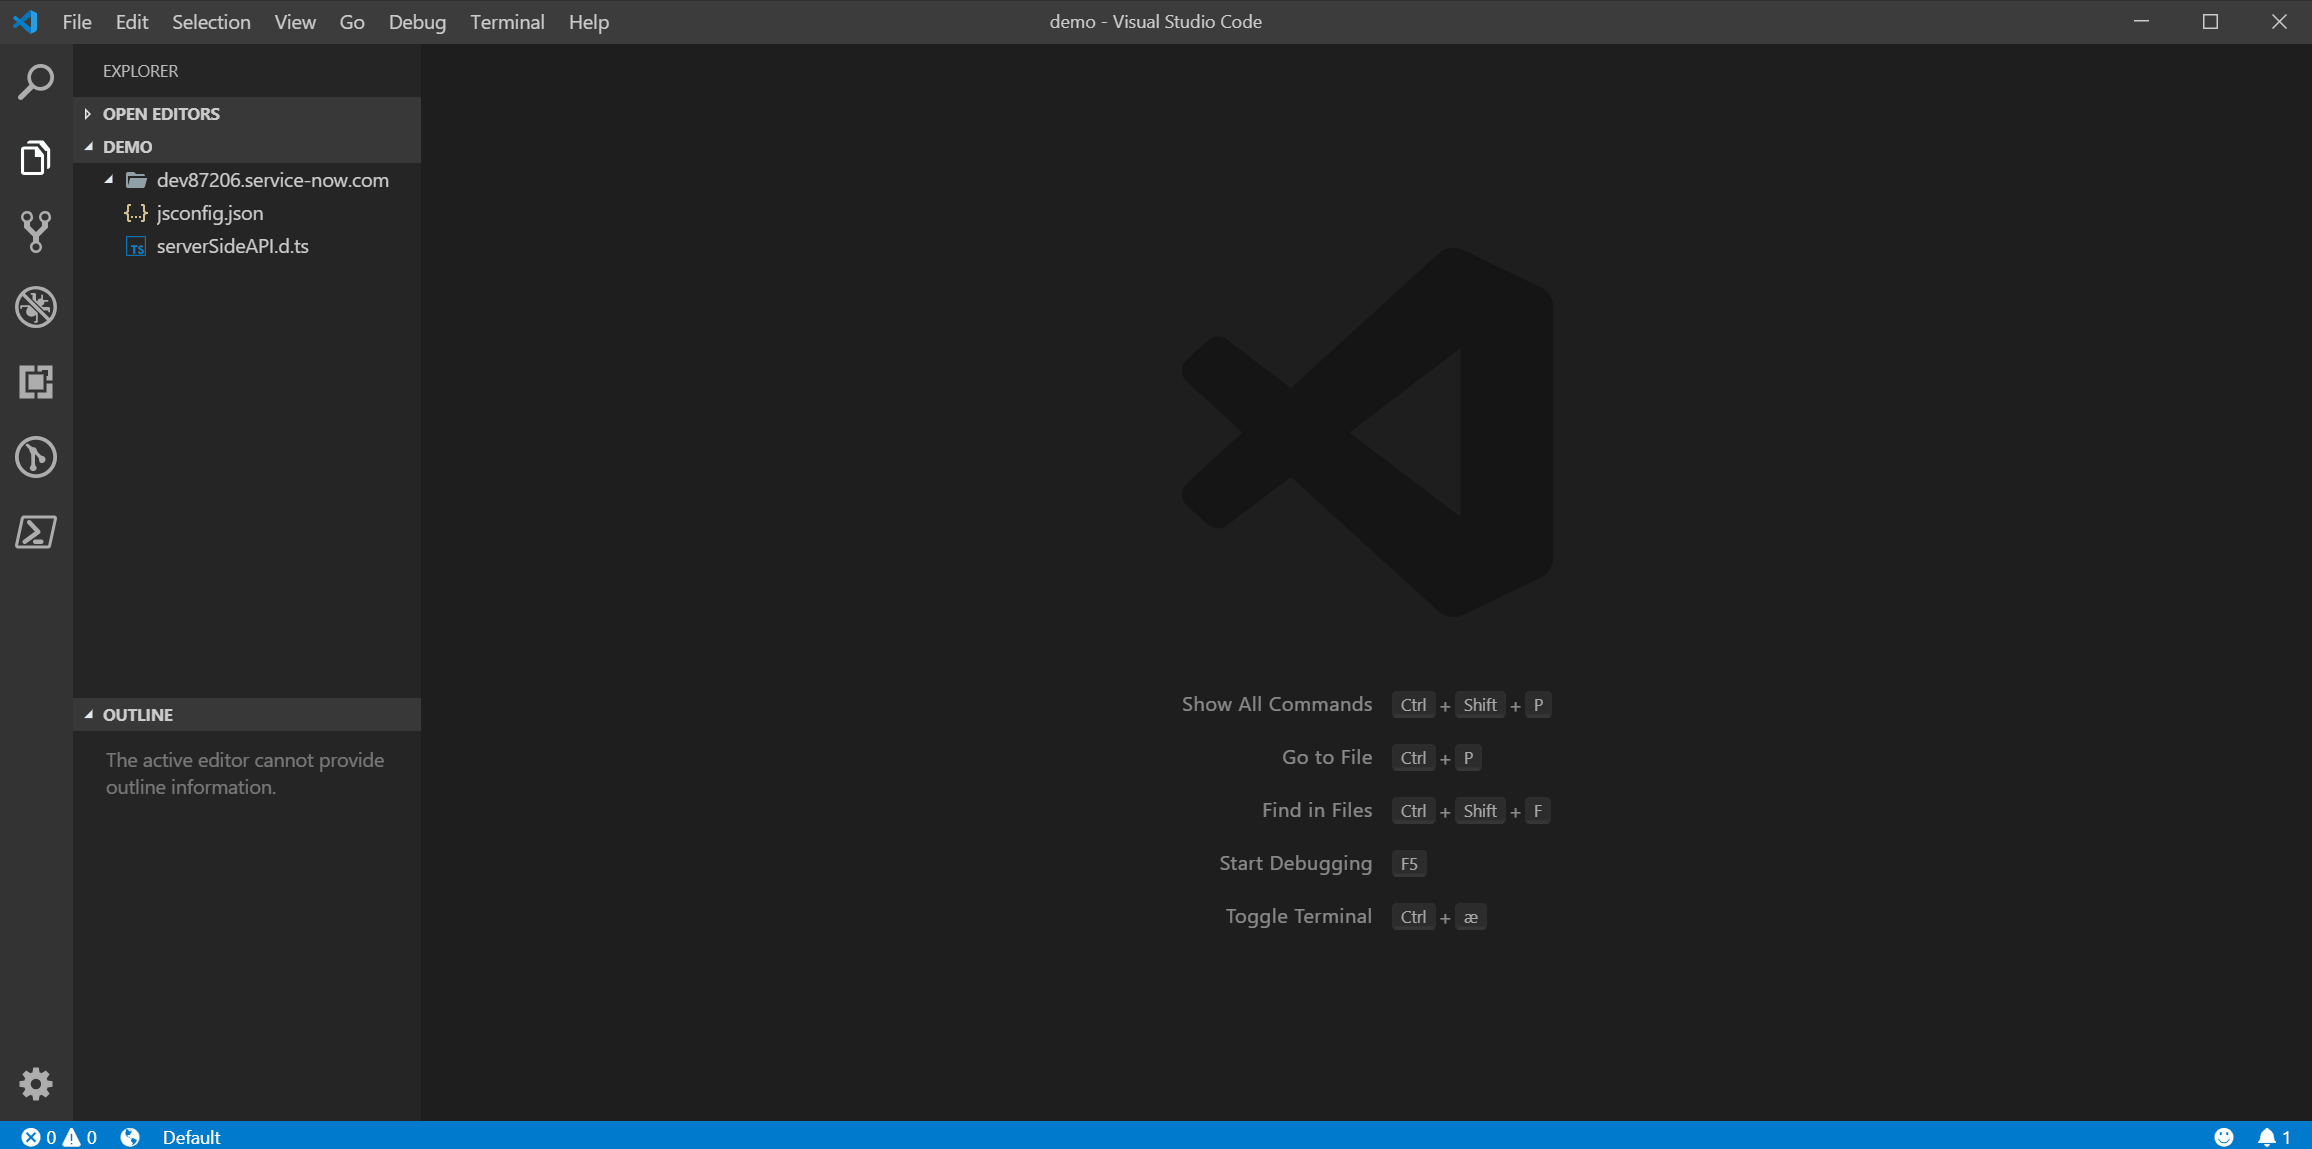 File Edit Selection View Go Debug Terminal Help
demo - Visual Studio Code
EXPLORER
OPEN EDITORS
DEMO
dev87206.service-now.com
{...} jsconfig.json
TS serverSideAPI.d.ts
OUTLINE
The active editor cannot provide
outline information.
Show All Commands Ctrl + Shift + P
Go to File Ctrl + P
Find in Files Ctrl + Shift + F
Start Debugging F5
Toggle Terminal Ctrl + æ
0 0 Default
1